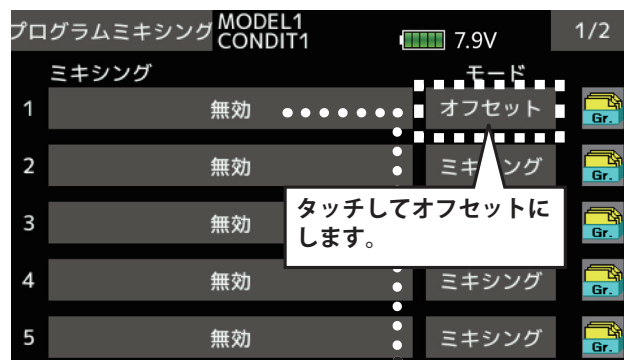 プログラムミキシング MODEL1 7.9V 1/2
CONDIT1
ミキシング モード
1 無効 オフセット Gr.
2 無効 ミキシング Gr.
タッチしてオフセットに
します。
3 無効 Gr.
4 無効 ミキシング Gr.
5 無効 ミキシング Gr.